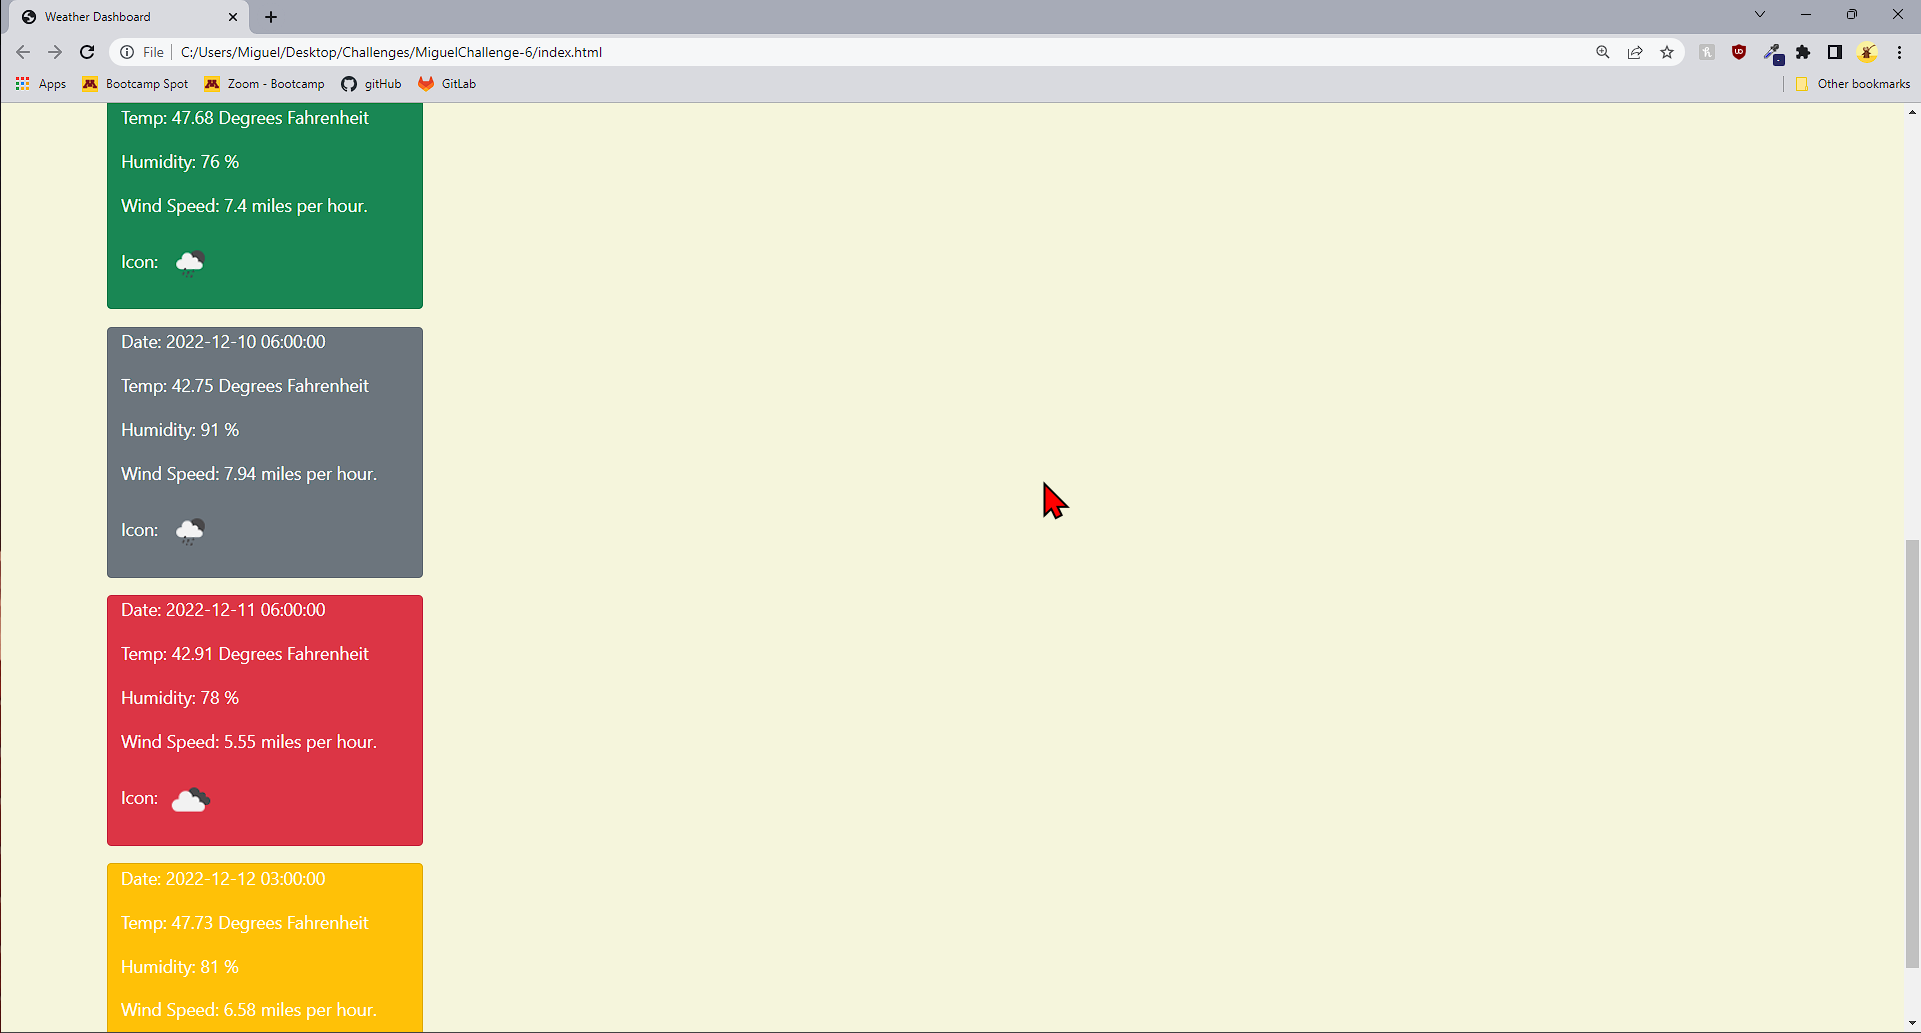 Weather Dashboard
File C:/Users/Miguel/Desktop/Challenges/MiguelChallenge-6/index.html
Apps Bootcamp Spot Zoom - Bootcamp gitHub GitLab Other bookmarks
Temp: 47.68 Degrees Fahrenheit
Humidity: 76 %
Wind Speed: 7.4 miles per hour.
Icon:
Date: 2022-12-10 06:00:00
Temp: 42.75 Degrees Fahrenheit
Humidity: 91 %
Wind Speed: 7.94 miles per hour.
Icon:
Date: 2022-12-11 06:00:00
Temp: 42.91 Degrees Fahrenheit
Humidity: 78 %
Wind Speed: 5.55 miles per hour.
Icon:
Date: 2022-12-12 03:00:00
Temp: 47.73 Degrees Fahrenheit
Humidity: 81 %
Wind Speed: 6.58 miles per hour.